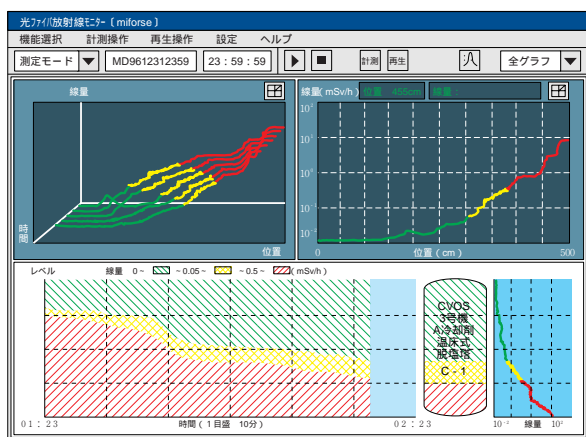 光ファイバ放射線モニター〔miforse〕
機能選択 計測操作 再生操作 設定 ヘルプ
測定モード MD9612312359 23：59：59 計測 再生 全グラフ
線量
時間
位置
線量(mSv/h) 位置 455cm 線量：
10²
10¹
10⁻¹
10⁻²
0 位置(cm) 500
レベル 線量 0～ ～0.05～ ～0.5～ (mSv/h)
CVOS
3号機
A冷却剤
温床式
脱塩塔
C-1
01：23 時間(1目盛 10分) 02：23
10⁻² 線量 10²